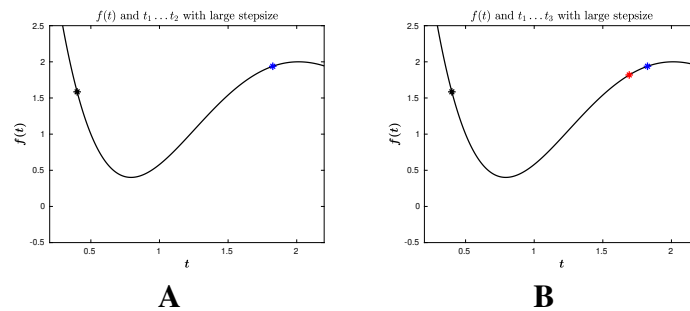 f(t) and t₁ … t₂ with large stepsize
2.5
2
1.5
1
0.5
0
-0.5
f(t)
0.5 1 1.5 2
t
A
f(t) and t₁ … t₃ with large stepsize
2.5
2
1.5
1
0.5
0
-0.5
f(t)
0.5 1 1.5 2
t
B